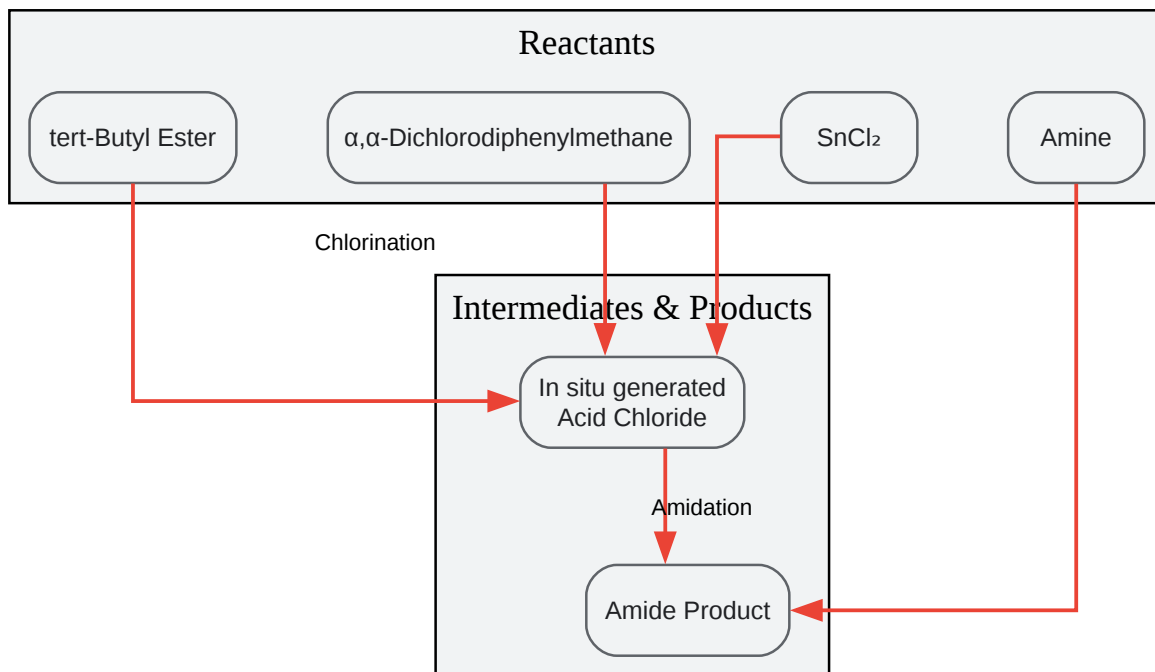 Reactants
tert-Butyl Ester
α,α-Dichlorodiphenylmethane
SnCl₂
Amine
Chlorination
Intermediates & Products
In situ generated
Acid Chloride
Amidation
Amide Product